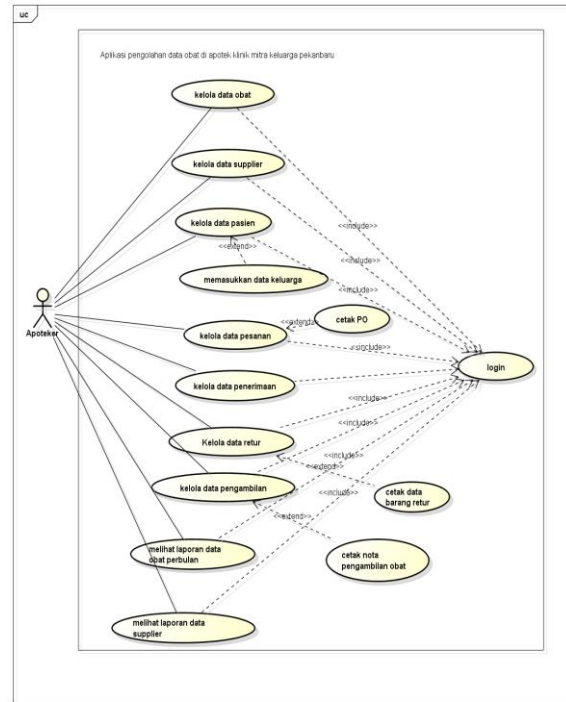 uc
Aplikasi pengolahan data obat di apotek klinik mitra keluarga pekanbaru
kelola data obat
kelola data supplier
kelola data pasien
<<include>>
<<extend>>
<<include>>
memasukkan data keluarga
<<include>>
cetak PO
<<extend>>
kelola data pesanan
<<include>>
Apoteker
login
kelola data penerimaan
<<include>>
Kelola data retur
<<include>>
<<extend>>
kelola data pengambilan
<<include>>
cetak data
barang retur
<<extend>>
melihat laporan data
obat perbulan
cetak nota
pengambilan obat
melihat laporan data
supplier